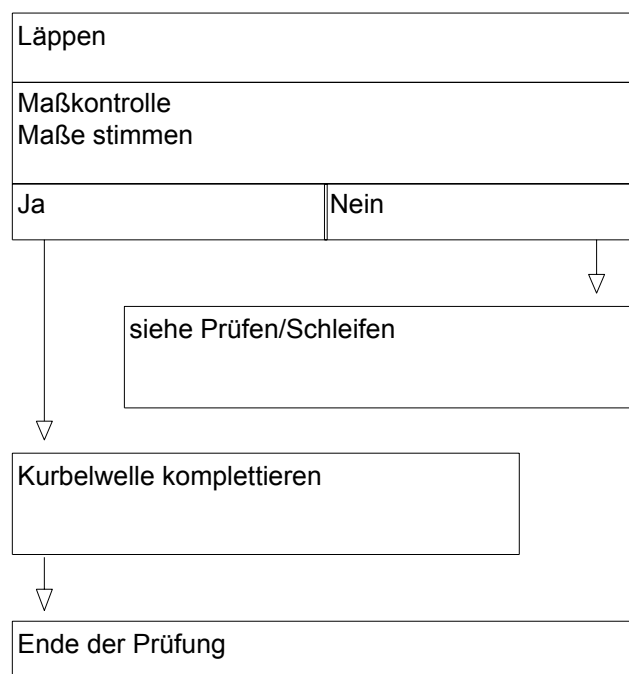 Läppen
Maßkontrolle
Maße stimmen
Ja
Nein
siehe Prüfen/Schleifen
Kurbelwelle komplettieren
Ende der Prüfung